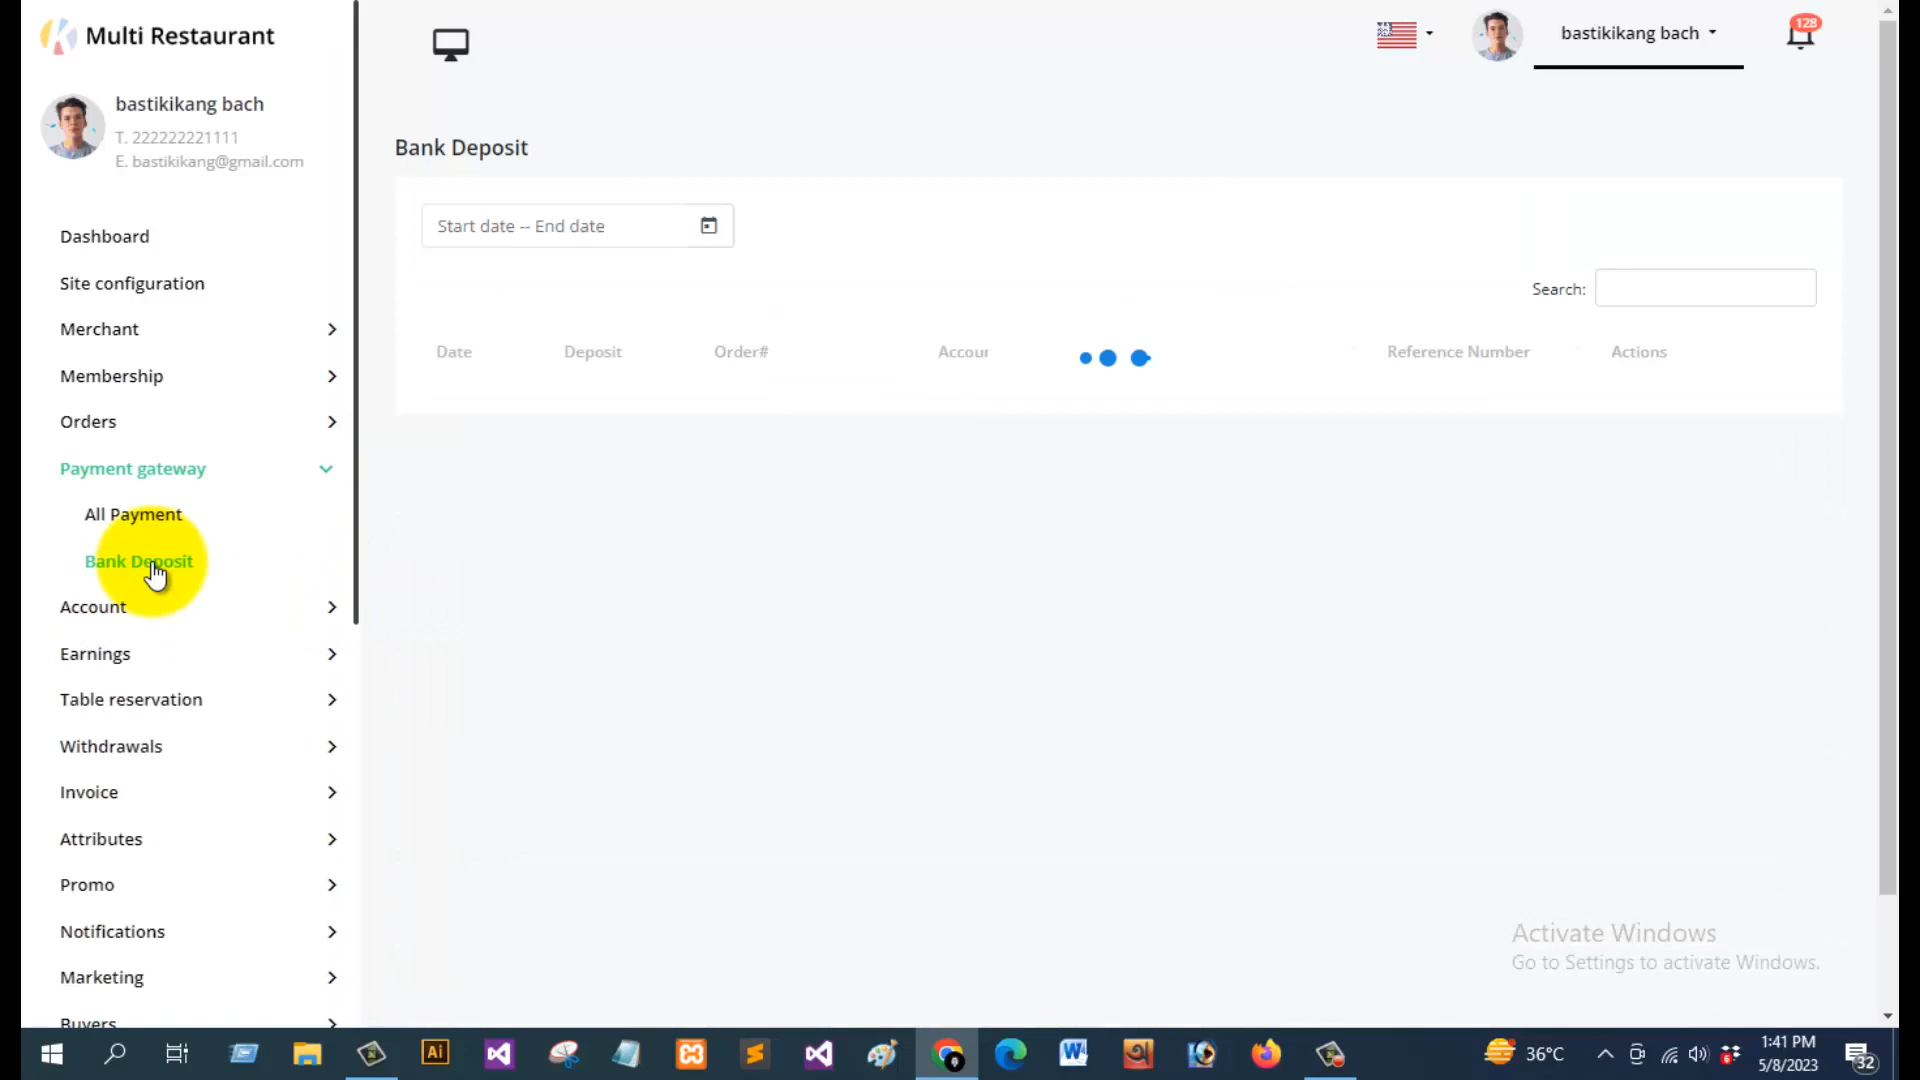 Multi Restaurant
bastikikang bach
T. 222222221111
E. bastikikang@gmail.com
Dashboard
Site configuration
Merchant
Membership
Orders
Payment gateway
All Payment
Bank Deposit
Account
Earnings
Table reservation
Withdrawals
Invoice
Attributes
Promo
Notifications
Marketing
Buyers
bastikikang bach
128
Bank Deposit
Start date -- End date
Search:
Date Deposit Order# Accour Reference Number Actions
Activate Windows
Go to Settings to activate Windows.
Ai
36°C
1:41 PM
5/8/2023
32